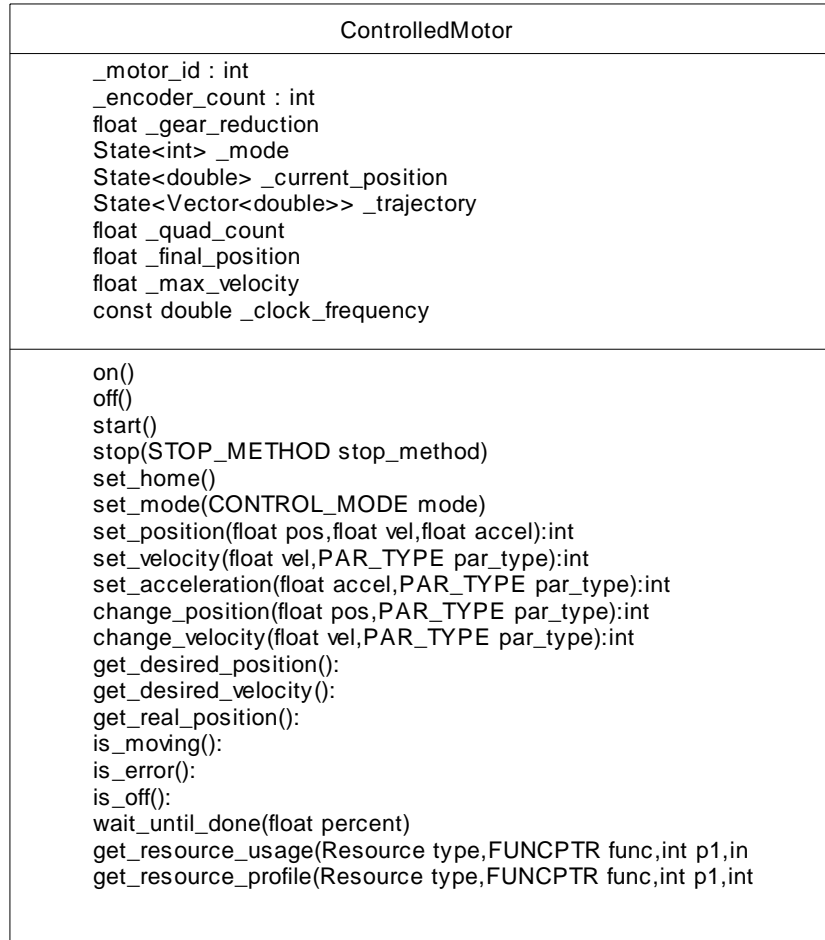 ControlledMotor
_motor_id : int
_encoder_count : int
float _gear_reduction
State<int> _mode
State<double> _current_position
State<Vector<double>> _trajectory
float _quad_count
float _final_position
float _max_velocity
const double _clock_frequency
on()
off()
start()
stop(STOP_METHOD stop_method)
set_home()
set_mode(CONTROL_MODE mode)
set_position(float pos,float vel,float accel):int
set_velocity(float vel,PAR_TYPE par_type):int
set_acceleration(float accel,PAR_TYPE par_type):int
change_position(float pos,PAR_TYPE par_type):int
change_velocity(float vel,PAR_TYPE par_type):int
get_desired_position():
get_desired_velocity():
get_real_position():
is_moving():
is_error():
is_off():
wait_until_done(float percent)
get_resource_usage(Resource type,FUNCPTR func,int p1,in
get_resource_profile(Resource type,FUNCPTR func,int p1,int